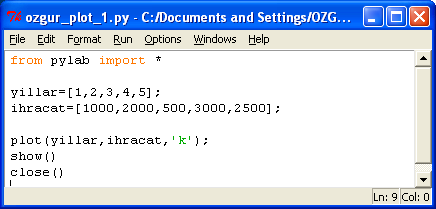 7% ozgur_plot_1.py - C:/Documents and Settings/OZG...
File Edit Format Run Options Windows Help
from pylab import *
yillar=[1,2,3,4,5];
ihracat=[1000,2000,500,3000,2500];
plot(yillar,ihracat,'k');
show()
close()
Ln: 9 Col: 0